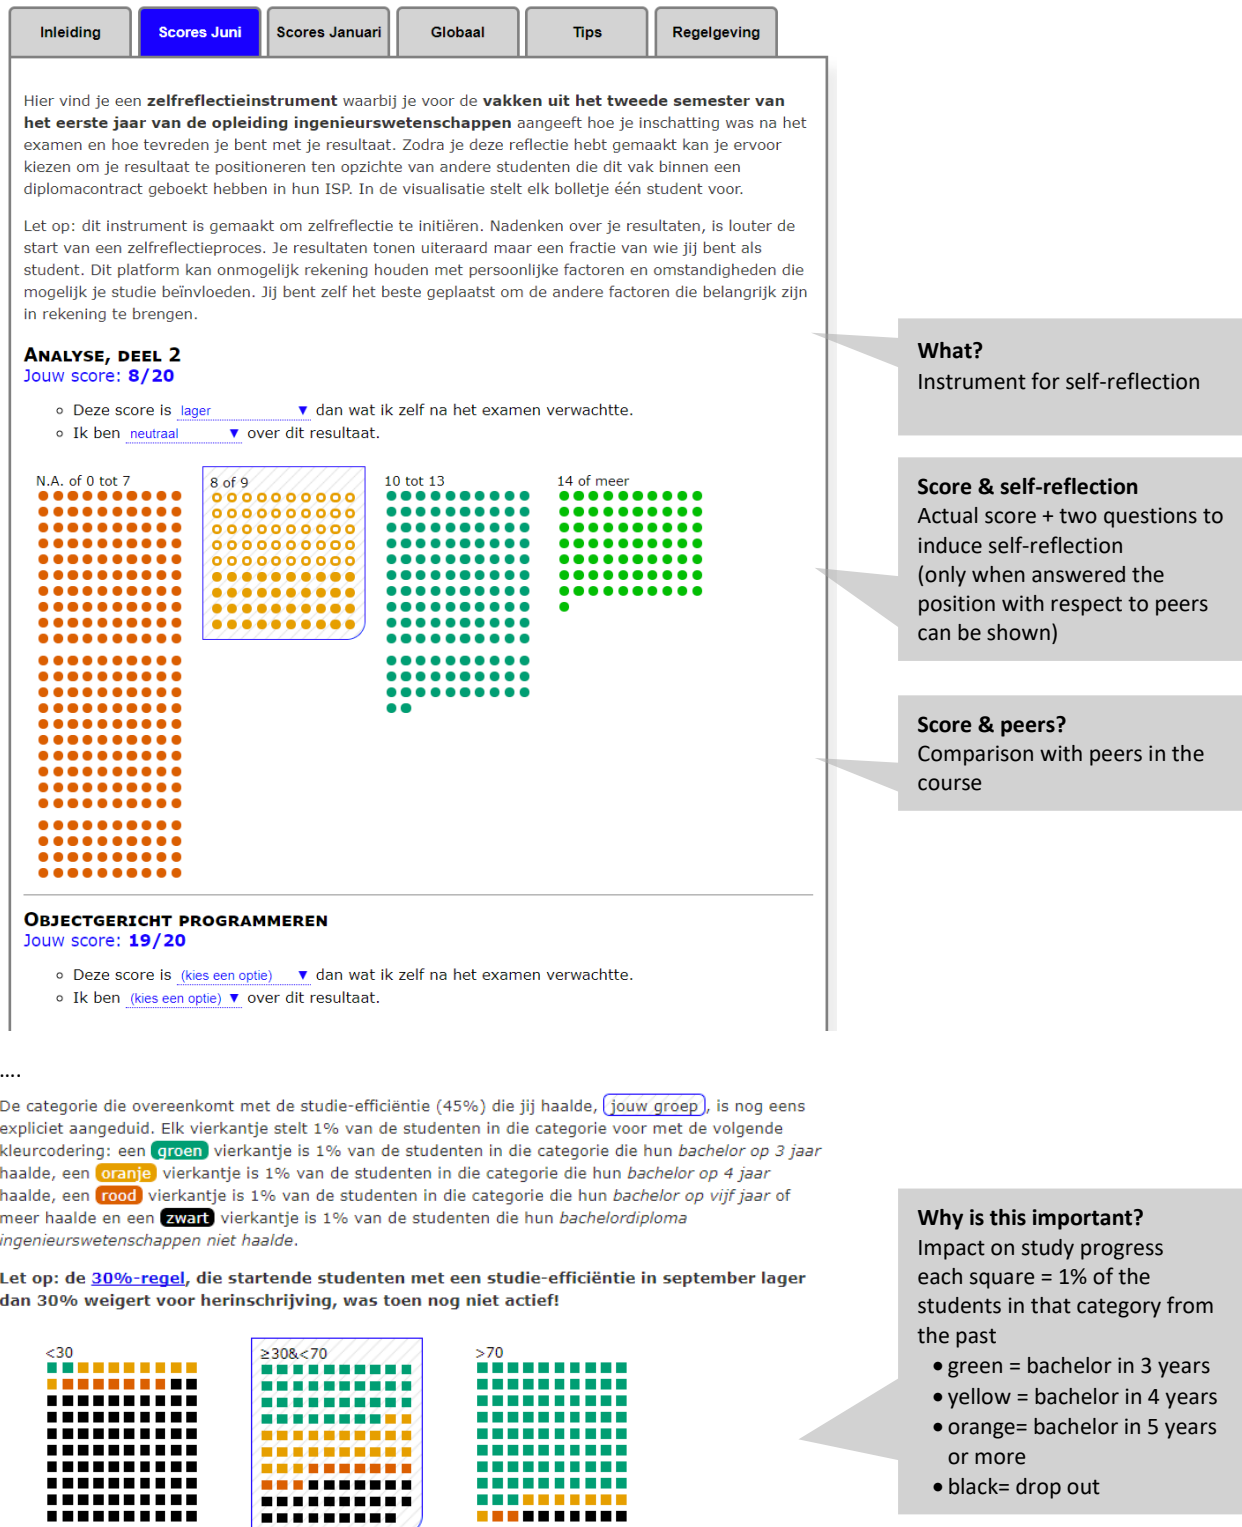 Inleiding
Scores Juni
Scores Januari
Globaal
Tips
Regelgeving
Hier vind je een zelfreflectieinstrument waarbij je voor de vakken uit het tweede semester van
het eerste jaar van de opleiding ingenieurswetenschappen aangeeft hoe je inschatting was na het
examen en hoe tevreden je bent met je resultaat. Zodra je deze reflectie hebt gemaakt kan je ervoor
kiezen om je resultaat te positioneren ten opzichte van andere studenten die dit vak binnen een
diplomacontract geboekt hebben in hun ISP. In de visualisatie stelt elk bolletje één student voor.
Let op: dit instrument is gemaakt om zelfreflectie te initiëren. Nadenken over je resultaten, is louter de
start van een zelfreflectieproces. Je resultaten tonen uiteraard maar een fractie van wie jij bent als
student. Dit platform kan onmogelijk rekening houden met persoonlijke factoren en omstandigheden die
mogelijk je studie beïnvloeden. Jij bent zelf het beste geplaatst om de andere factoren die belangrijk zijn
in rekening te brengen.
ANALYSE, DEEL 2
Jouw score: 8/20
Deze score is lager ▼ dan wat ik zelf na het examen verwachtte.
Ik ben neutraal ▼ over dit resultaat.
N.A. of 0 tot 7
8 of 9
10 tot 13
14 of meer
OBJECTGERICHT PROGRAMMEREN
Jouw score: 19/20
Deze score is (kies een optie) ▼ dan wat ik zelf na het examen verwachtte.
Ik ben (kies een optie) ▼ over dit resultaat.
What?
Instrument for self-reflection
Score & self-reflection
Actual score + two questions to
induce self-reflection
(only when answered the
position with respect to peers
can be shown)
Score & peers?
Comparison with peers in the
course
....
De categorie die overeenkomt met de studie-efficiëntie (45%) die jij haalde, jouw groep, is nog eens
expliciet aangeduid. Elk vierkantje stelt 1% van de studenten in die categorie voor met de volgende
kleurcodering: een groen vierkantje is 1% van de studenten in die categorie die hun bachelor op 3 jaar
haalde, een oranje vierkantje is 1% van de studenten in die categorie die hun bachelor op 4 jaar
haalde, een rood vierkantje is 1% van de studenten in die categorie die hun bachelor op vijf jaar of
meer haalde en een zwart vierkantje is 1% van de studenten die hun bachelordiploma
ingenieurswetenschappen niet haalde.
Let op: de 30%-regel, die startende studenten met een studie-efficiëntie in september lager
dan 30% weigert voor herinschrijving, was toen nog niet actief!
<30
≥30&<70
>70
Why is this important?
Impact on study progress
each square = 1% of the
students in that category from
the past
• green = bachelor in 3 years
• yellow = bachelor in 4 years
• orange= bachelor in 5 years
or more
• black= drop out